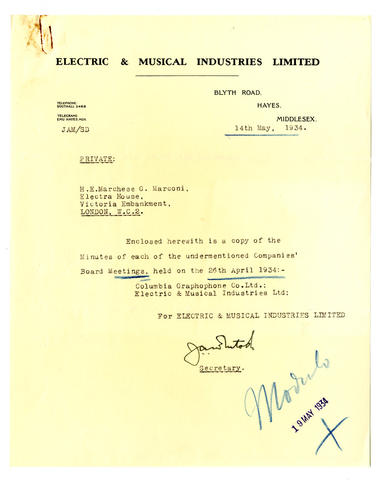 ELECTRIC & MUSICAL INDUSTRIES LIMITED
BLYTH ROAD,
HAYES,
MIDDLESEX.
TELEPHONE
SOUTHALL 2468
TELEGRAMS
EMU HAYES, MDX.
JAM/SD
14th May, 1934.
PRIVATE:
H.E.Marchese G. Marconi,
Electra House,
Victoria Embankment,
LONDON, W.C.2.
Enclosed herewith is a copy of the
Minutes of each of the undermentioned Companies'
Board Meetings, held on the 26th April 1934:-
Columbia Graphophone Co.Ltd.;
Electric & Musical Industries Ltd:
For ELECTRIC & MUSICAL INDUSTRIES LIMITED
Secretary.
Modulo
19 MAY 1934